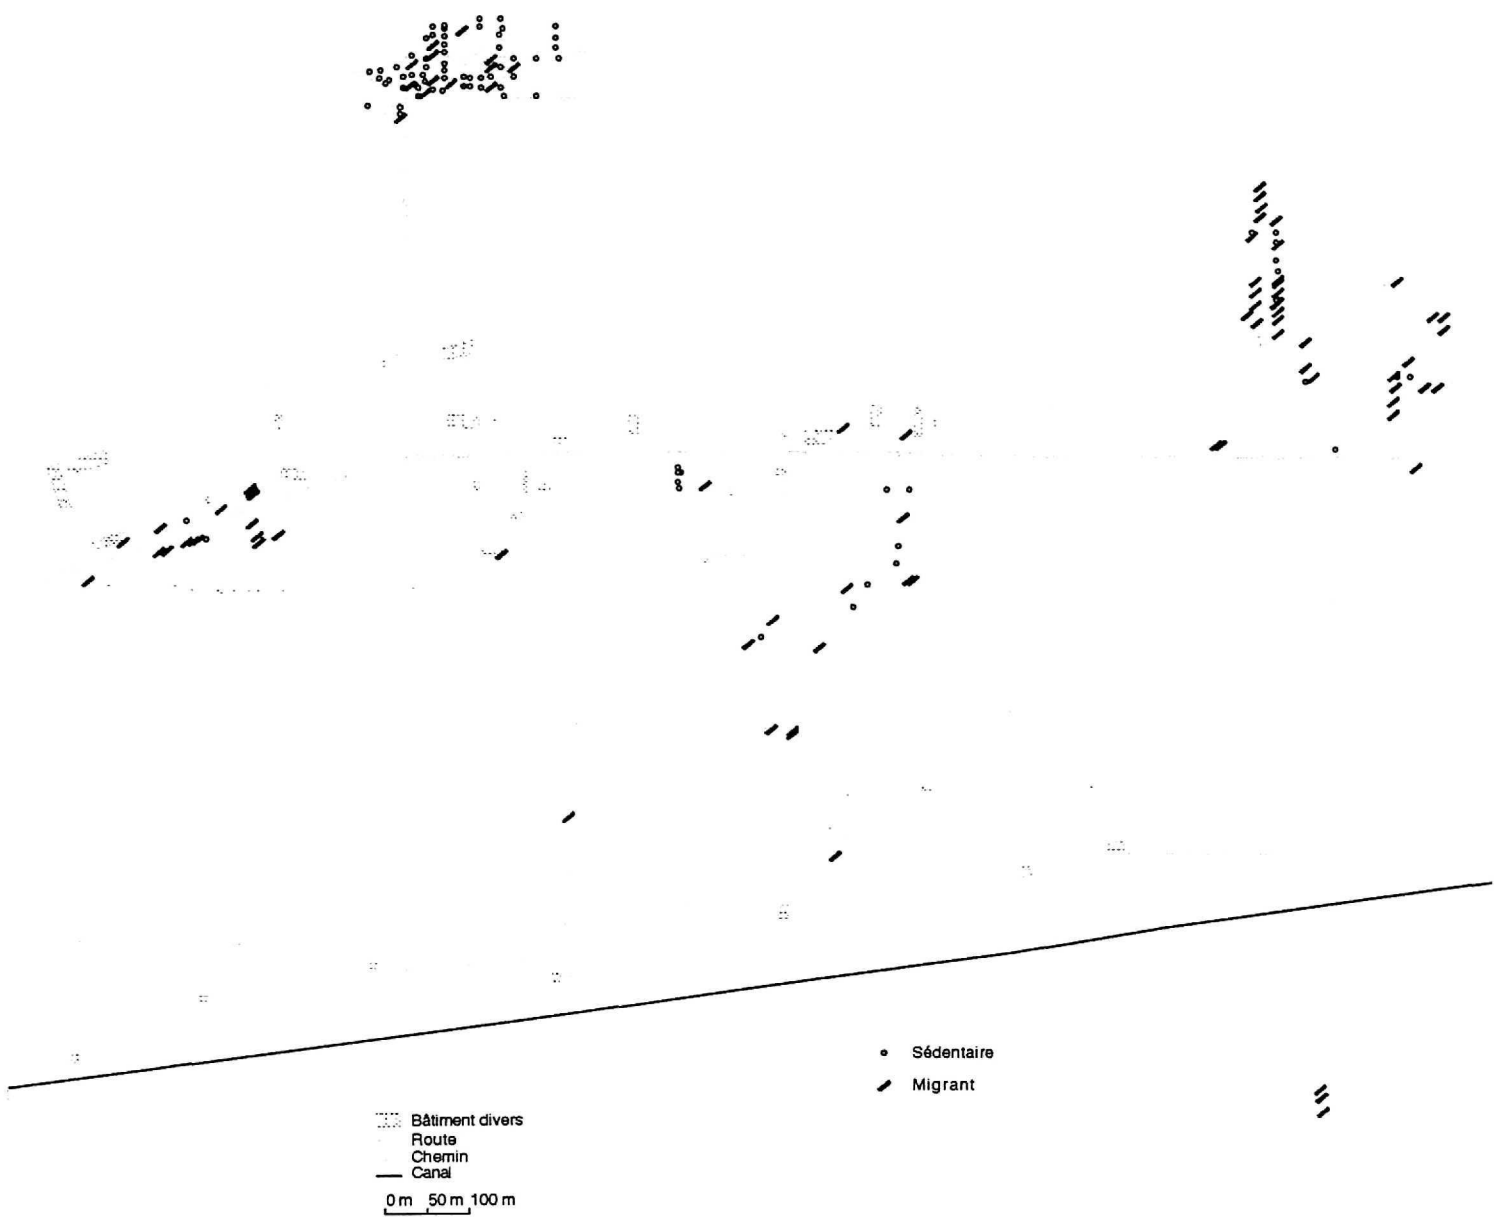 Sédentaire
Migrant
Bâtiment divers
Route
Chemin
Canal
0 m 50 m 100 m